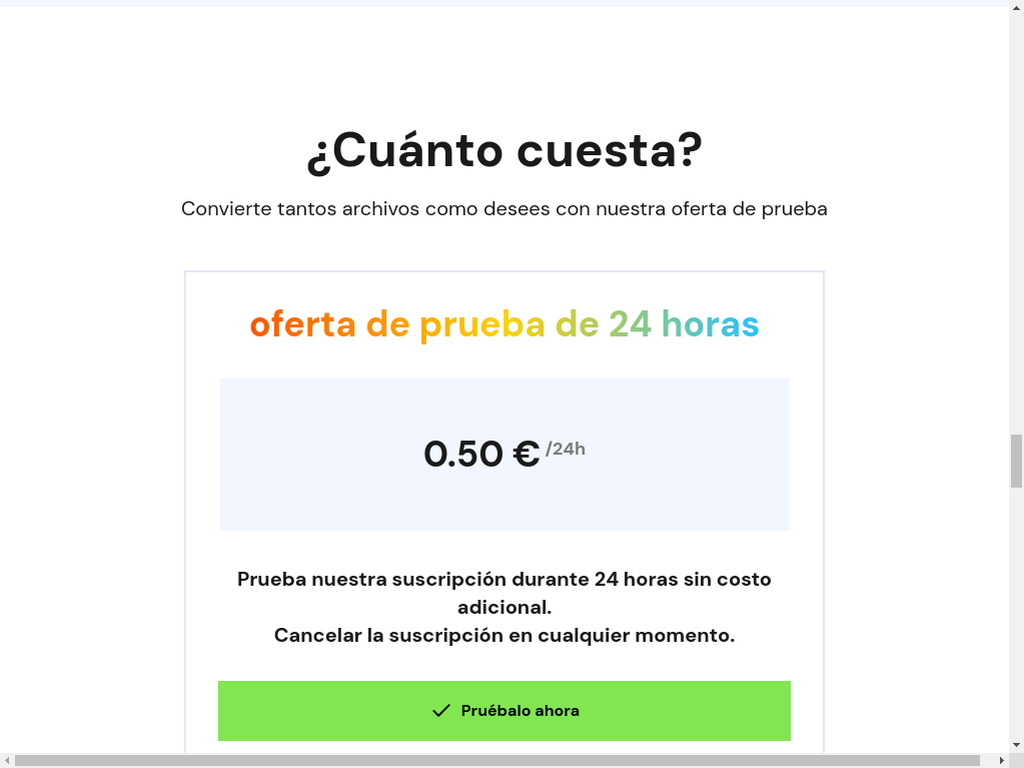 ¿Cuánto cuesta?
Convierte tantos archivos como desees con nuestra oferta de prueba
oferta de prueba de 24 horas
0.50 € /24h
Prueba nuestra suscripción durante 24 horas sin costo
adicional.
Cancelar la suscripción en cualquier momento.
Pruébalo ahora